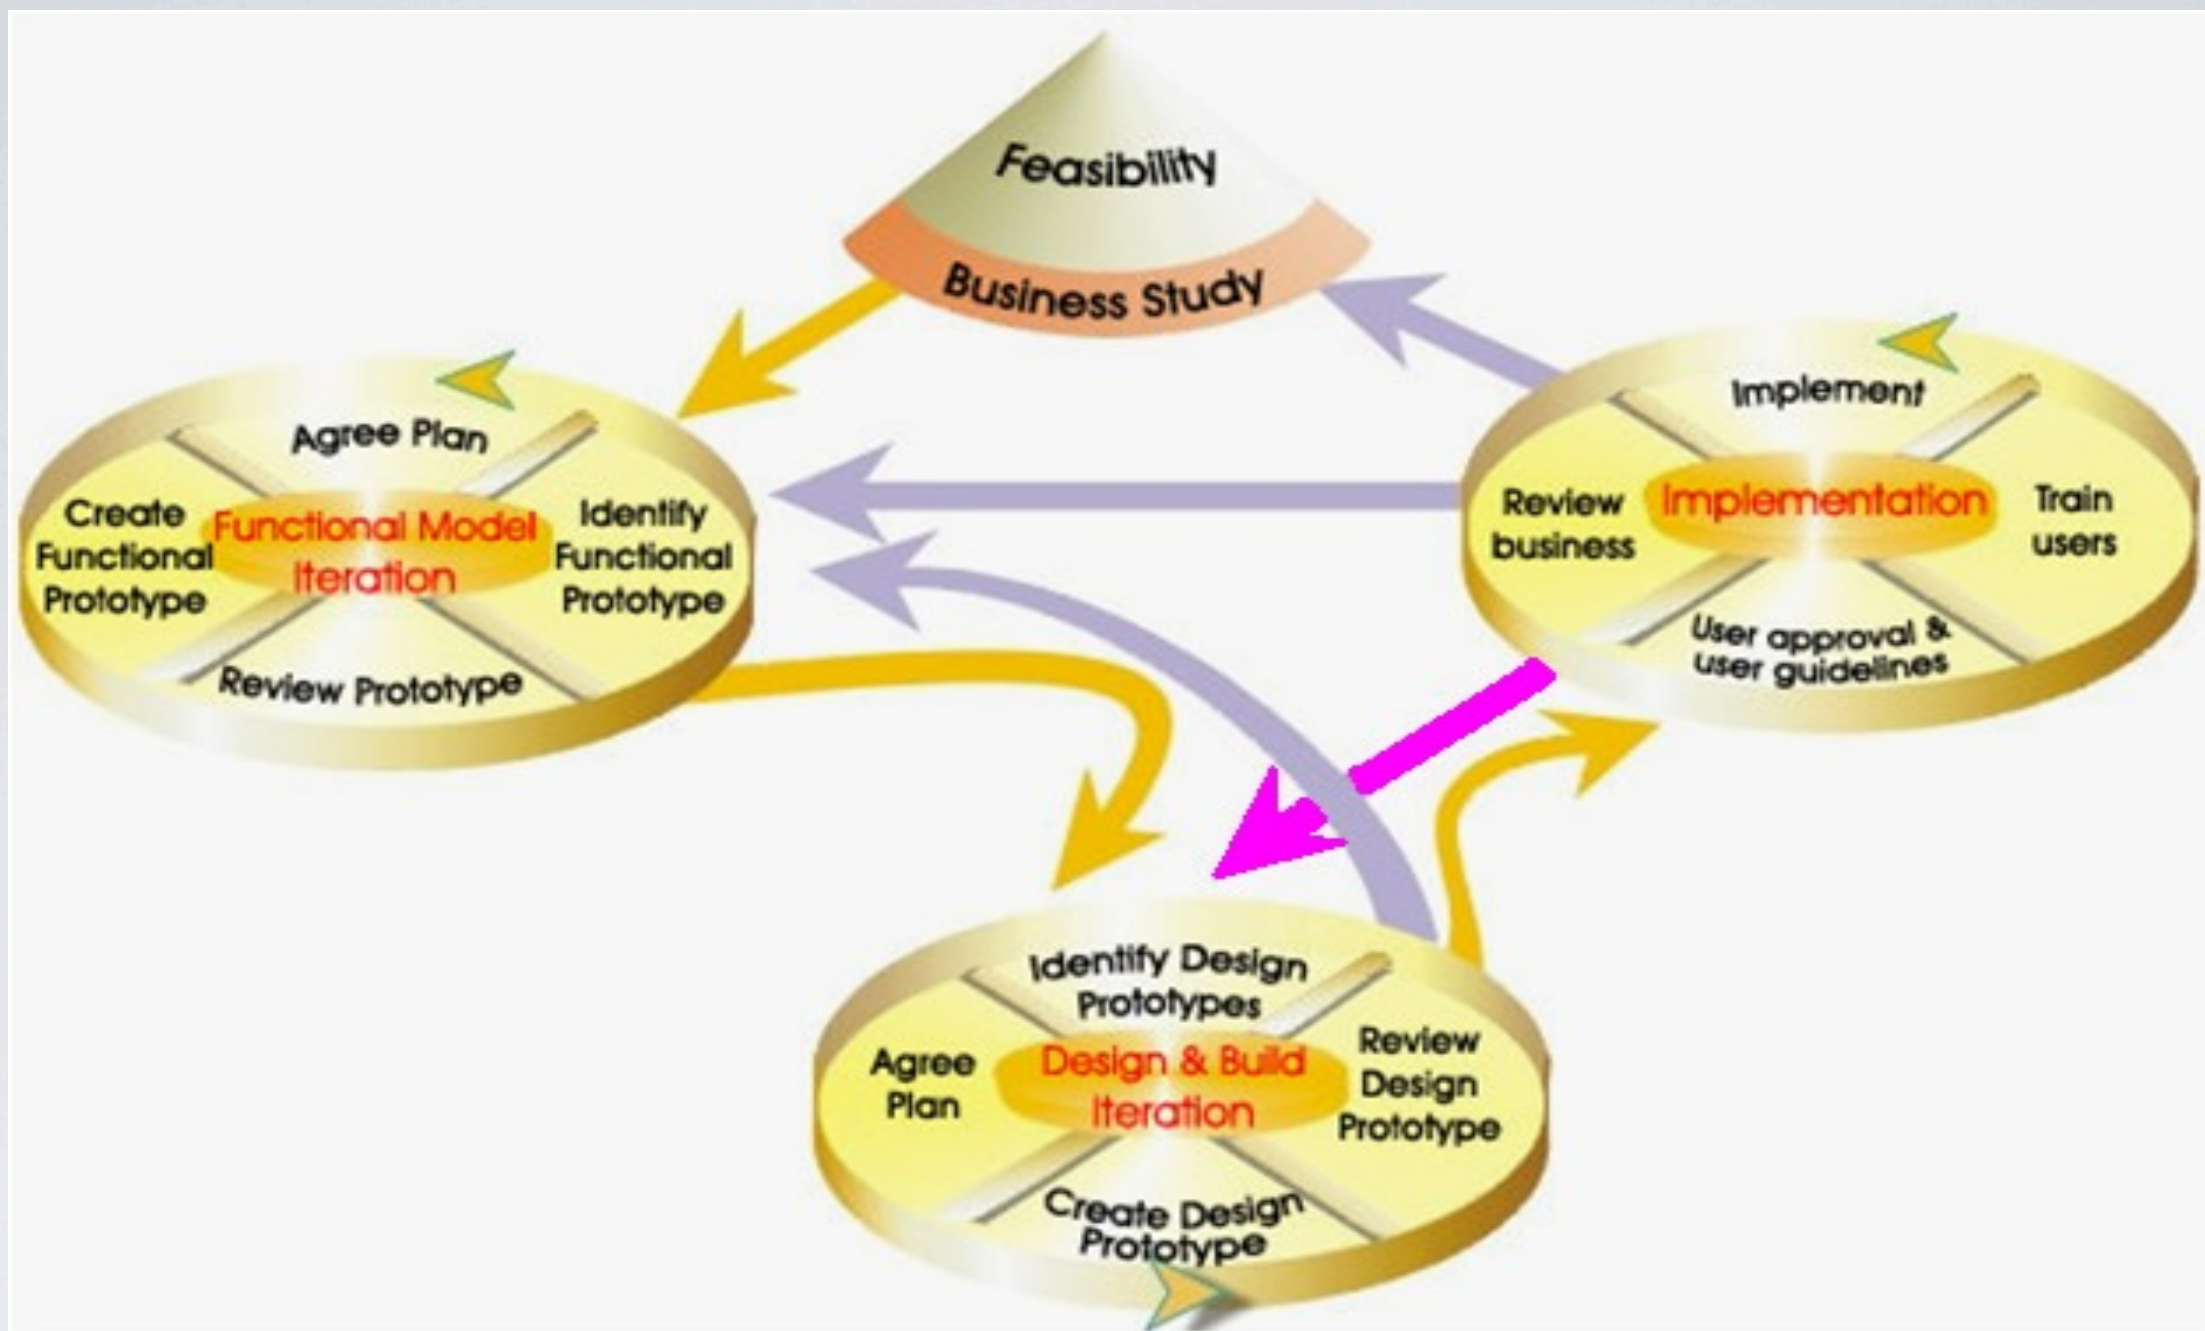 Feasibility
Business Study
Agree Plan
Create
Functional
Prototype
Functional Model
Iteration
Identify
Functional
Prototype
Review Prototype
Implement
Review
business
Implementation
Train
users
User approval &
user guidelines
Identify Design
Prototypes
Agree
Plan
Design & Build
Iteration
Review
Design
Prototype
Create Design
Prototype